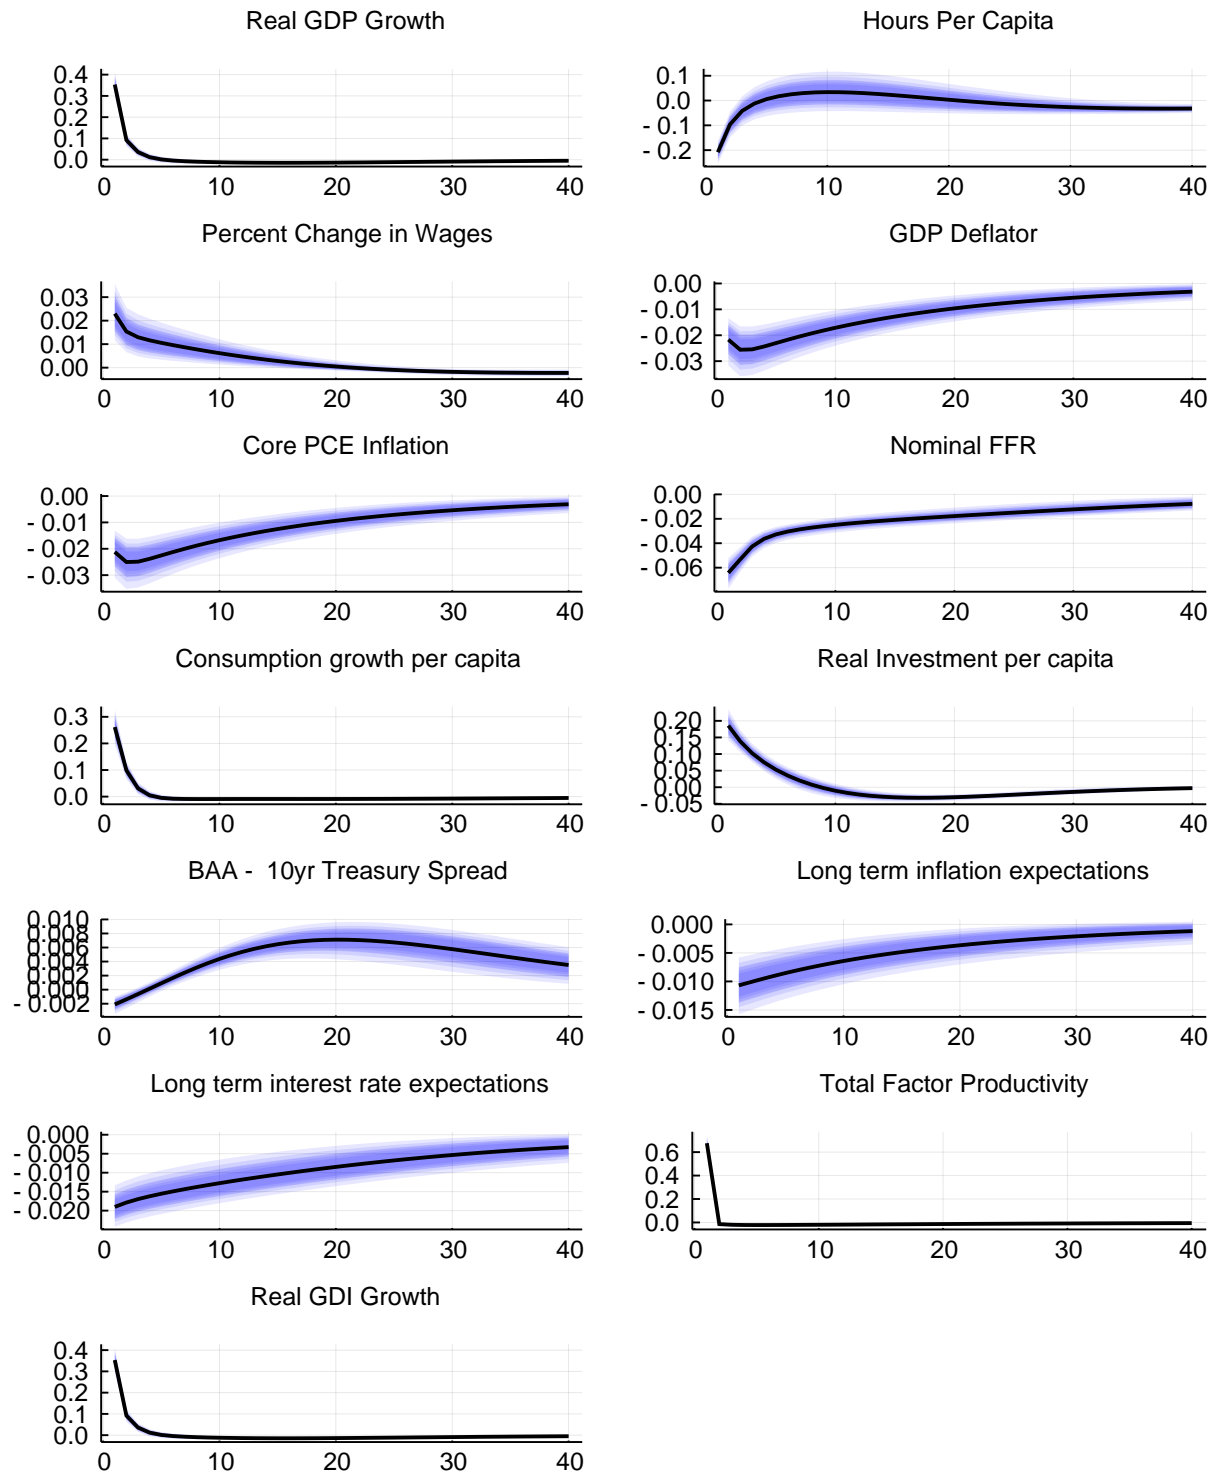 Real GDP Growth
0.4
0.3
0.2
0.1
0.0
0 10 20 30 40
Hours Per Capita
0.1
0.0
- 0.1
- 0.2
0 10 20 30 40
Percent Change in Wages
0.03
0.02
0.01
0.00
0 10 20 30 40
GDP Deflator
0.00
- 0.01
- 0.02
- 0.03
0 10 20 30 40
Core PCE Inflation
0.00
- 0.01
- 0.02
- 0.03
0 10 20 30 40
Nominal FFR
0.00
- 0.02
- 0.04
- 0.06
0 10 20 30 40
Consumption growth per capita
0.3
0.2
0.1
0.0
0 10 20 30 40
Real Investment per capita
0.20
0.15
0.10
0.05
0.00
- 0.05
0 10 20 30 40
BAA -  10yr Treasury Spread
0.010
0.008
0.006
0.004
0.002
0.000
- 0.002
0 10 20 30 40
Long term inflation expectations
0.000
- 0.005
- 0.010
- 0.015
0 10 20 30 40
Long term interest rate expectations
0.000
- 0.005
- 0.010
- 0.015
- 0.020
0 10 20 30 40
Total Factor Productivity
0.6
0.4
0.2
0.0
0 10 20 30 40
Real GDI Growth
0.4
0.3
0.2
0.1
0.0
0 10 20 30 40